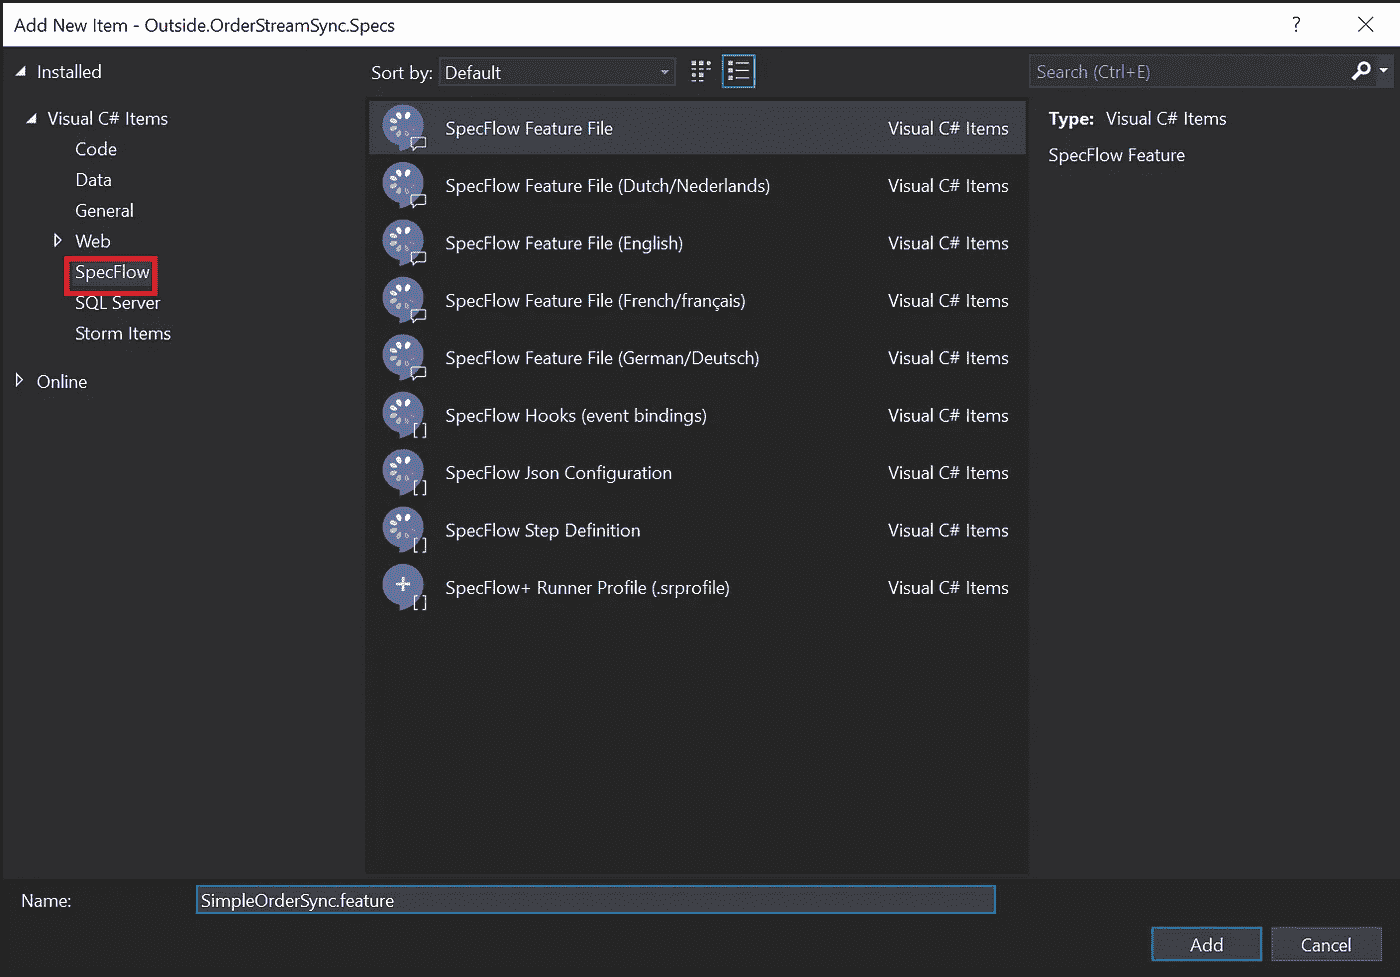 Add New Item - Outside.OrderStreamSync.Specs
?
Installed
Sort by: Default
Search (Ctrl+E)
Visual C# Items
Code
Data
General
Web
SpecFlow
SQL Server
Storm Items
Online
SpecFlow Feature File Visual C# Items
SpecFlow Feature File (Dutch/Nederlands) Visual C# Items
SpecFlow Feature File (English) Visual C# Items
SpecFlow Feature File (French/français) Visual C# Items
SpecFlow Feature File (German/Deutsch) Visual C# Items
SpecFlow Hooks (event bindings) Visual C# Items
SpecFlow Json Configuration Visual C# Items
SpecFlow Step Definition Visual C# Items
SpecFlow+ Runner Profile (.srprofile) Visual C# Items
Type: Visual C# Items
SpecFlow Feature
Name: SimpleOrderSync.feature
Add Cancel